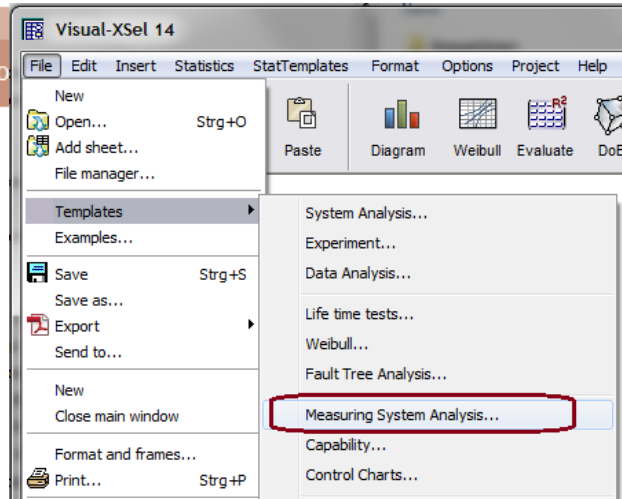 Visual-XSel 14
File Edit Insert Statistics StatTemplates Format Options Project Help
New
Open... Strg+O
Add sheet...
File manager...
Paste Diagram Weibull Evaluate
R²
Templates
Examples...
Save Strg+S
Save as...
Export
Send to...
New
Close main window
Format and frames...
Print... Strg+P
System Analysis...
Experiment...
Data Analysis...
Life time tests...
Weibull...
Fault Tree Analysis...
Measuring System Analysis...
Capability...
Control Charts...